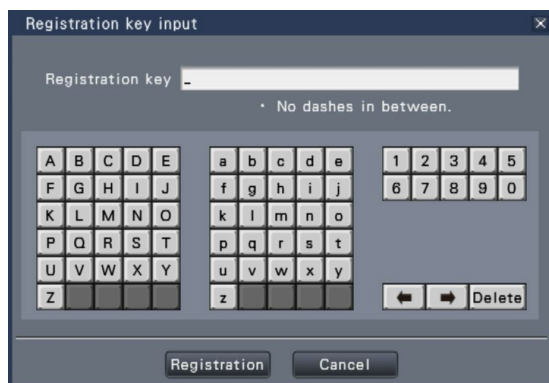 Registration key input
Registration key _
· No dashes in between.
A B C D E a b c d e 1 2 3 4 5
F G H I J f g h i j 6 7 8 9 0
K L M N O k l m n o
P Q R S T p q r s t
U V W X Y u v w x y
Z z ← → Delete
Registration Cancel